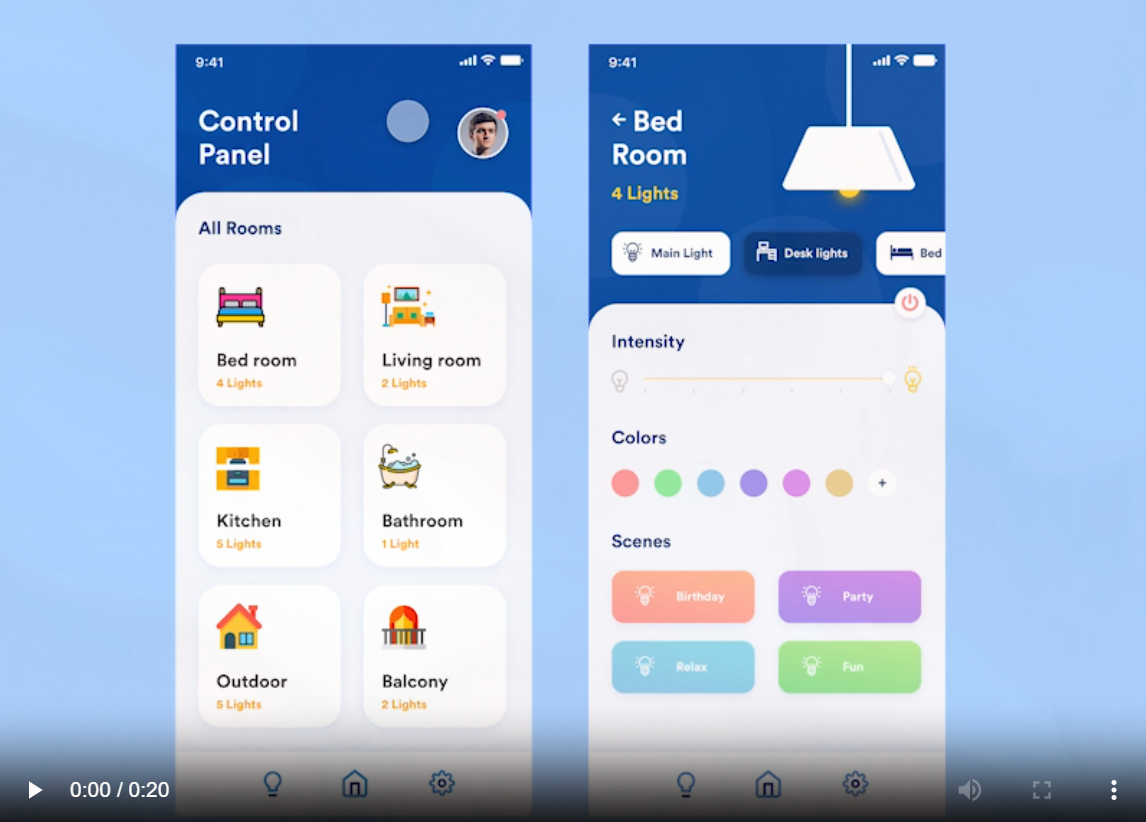 9:41
Control
Panel
All Rooms
Bed room
4 Lights
Living room
2 Lights
Kitchen
5 Lights
Bathroom
1 Light
Outdoor
5 Lights
Balcony
2 Lights
9:41
← Bed
Room
4 Lights
Main Light
Desk lights
Bed
Intensity
Colors
+
Scenes
Birthday
Party
Relax
Fun
0:00 / 0:20